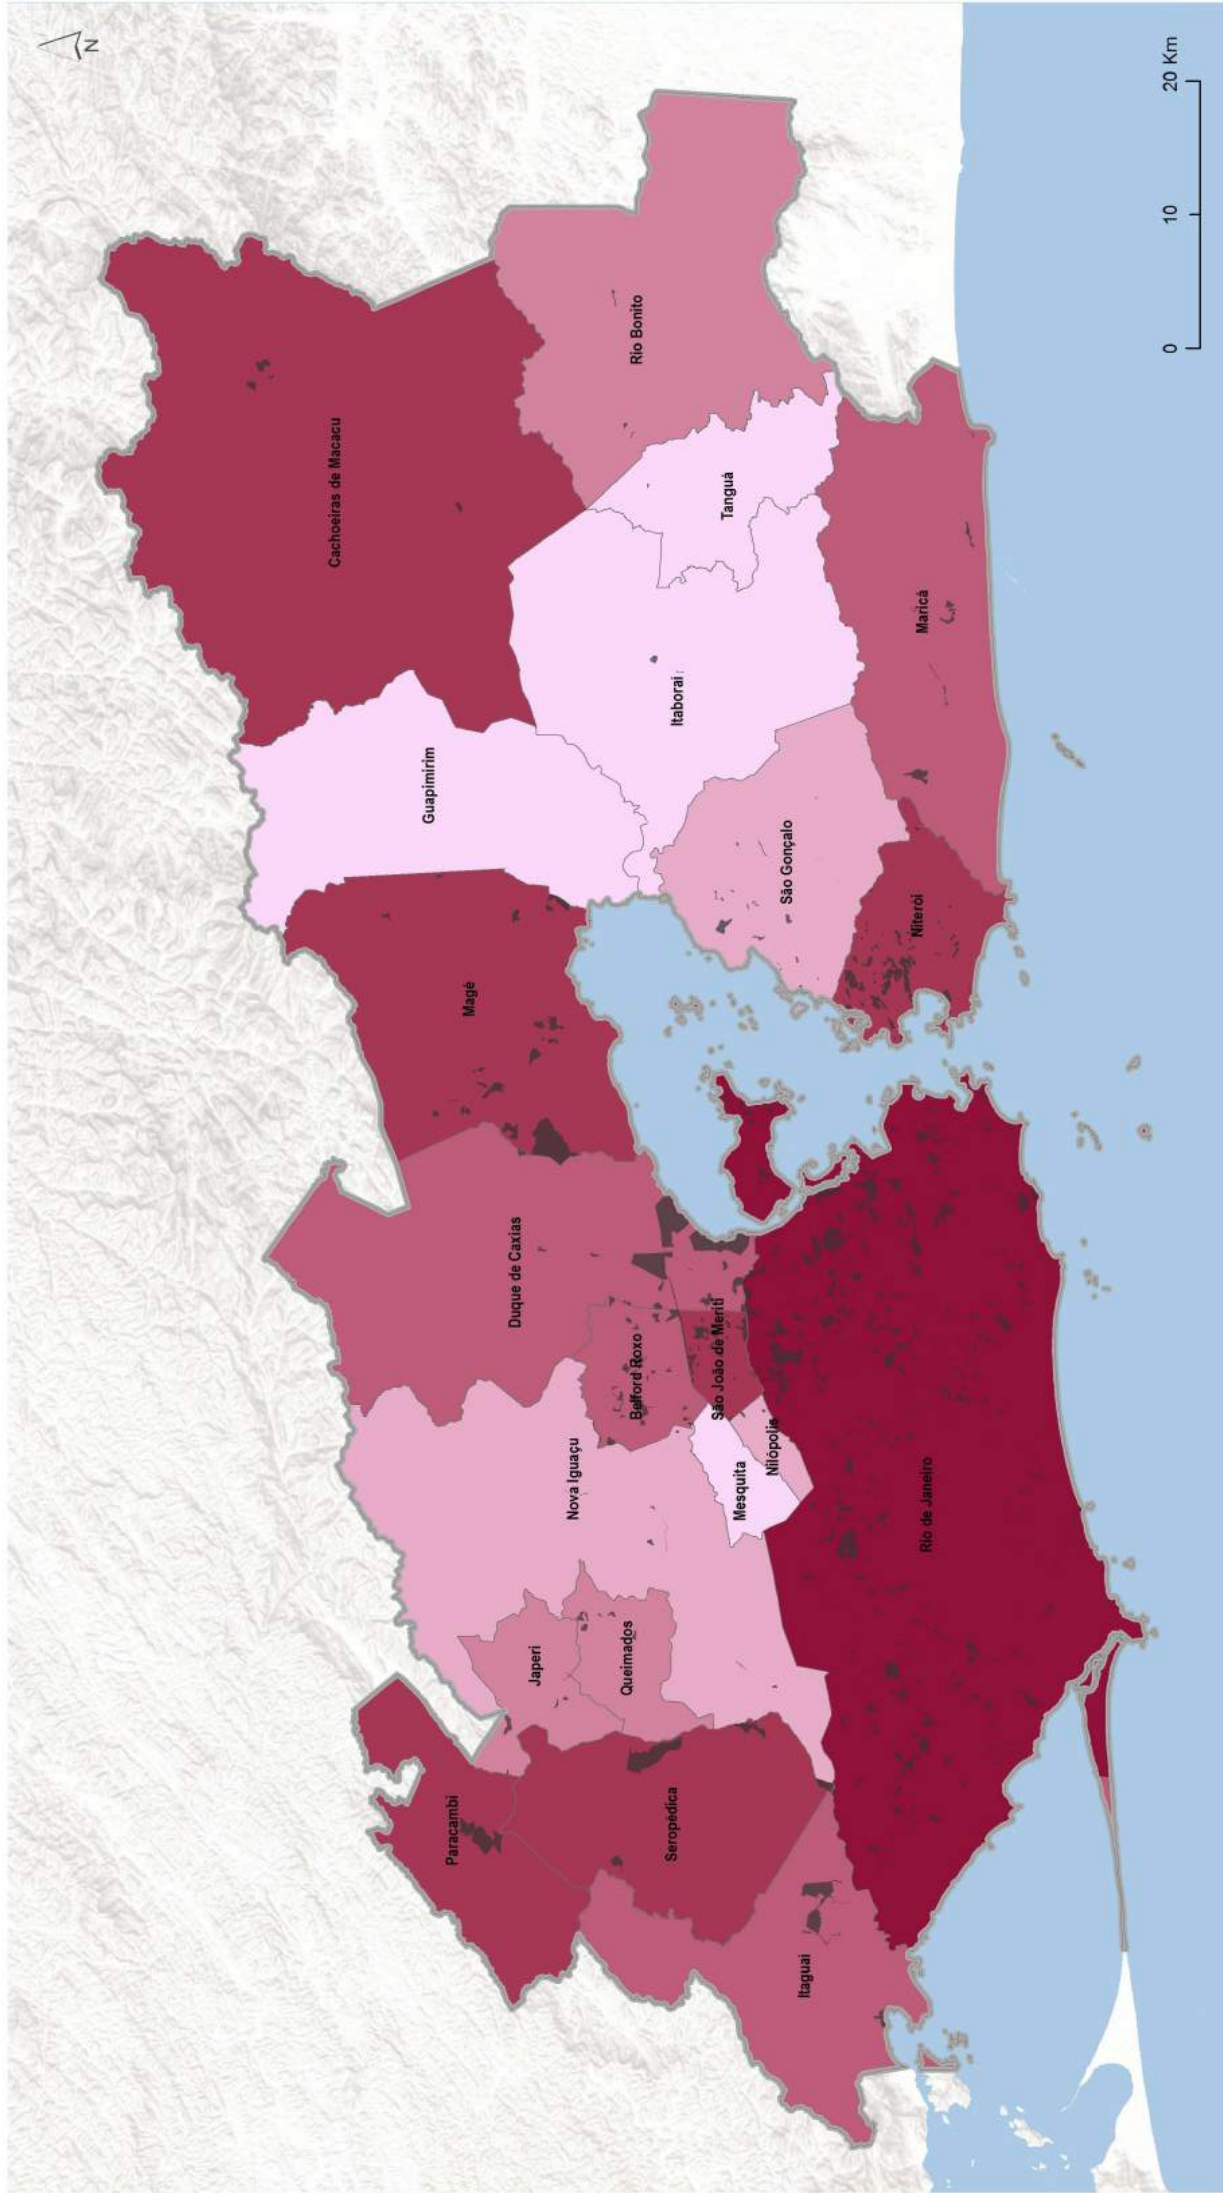 N
Cachoeiras de Macacu
Rio Bonito
Guapimirim
Tanguá
Itaboraí
Maricá
São Gonçalo
Niterói
Magé
Duque de Caxias
Belford Roxo
São João de Meriti
Nova Iguaçu
Mesquita
Nilópolis
Rio de Janeiro
Japeri
Queimados
Paracambi
Seropédica
Itaguaí
0 10 20 Km